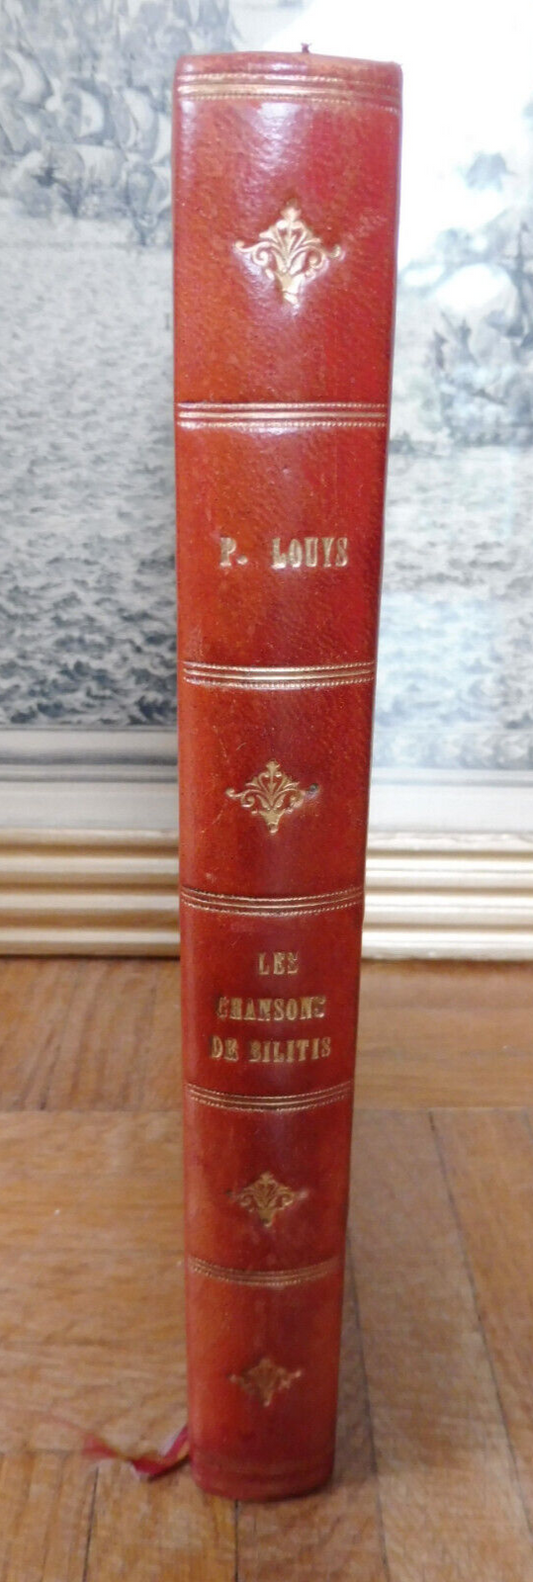 P. LOUYS
LES
CHANSONS
DE BILITIS